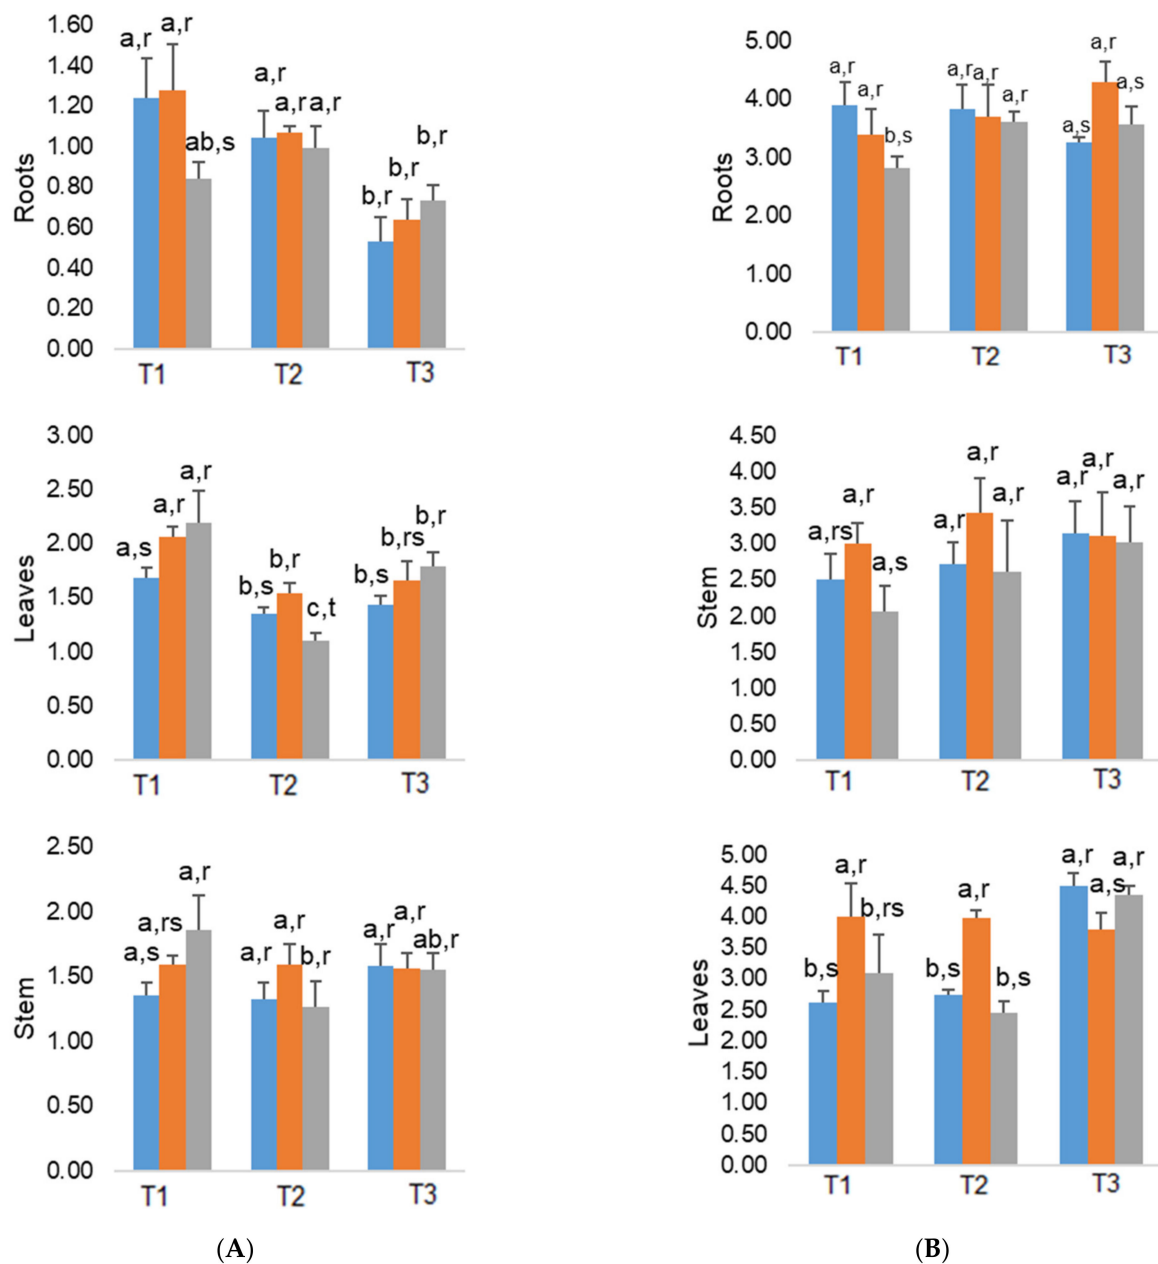 1.60
1.40
1.20
1.00
0.80
0.60
0.40
0.20
0.00
Roots
a,r a,r ab,s
a,r a,r a,r
b,r b,r b,r
T1 T2 T3
3.00
2.50
2.00
1.50
1.00
0.50
0.00
Leaves
a,s a,r a,r
b,s b,r c,t
b,s b,rs b,r
T1 T2 T3
2.50
2.00
1.50
1.00
0.50
0.00
Stem
a,s a,rs a,r
a,r a,r b,r
a,r a,r ab,r
T1 T2 T3
(A)
5.00
4.00
3.00
2.00
1.00
0.00
Roots
a,r a,r b,s
a,r a,r a,r
a,s a,r a,s
T1 T2 T3
4.50
4.00
3.50
3.00
2.50
2.00
1.50
1.00
0.50
0.00
Stem
a,rs a,r a,s
a,r a,r a,r
a,r a,r a,r
T1 T2 T3
5.00
4.50
4.00
3.50
3.00
2.50
2.00
1.50
1.00
0.50
0.00
Leaves
b,s a,r b,rs
b,s a,r b,s
a,r a,s a,r
T1 T2 T3
(B)